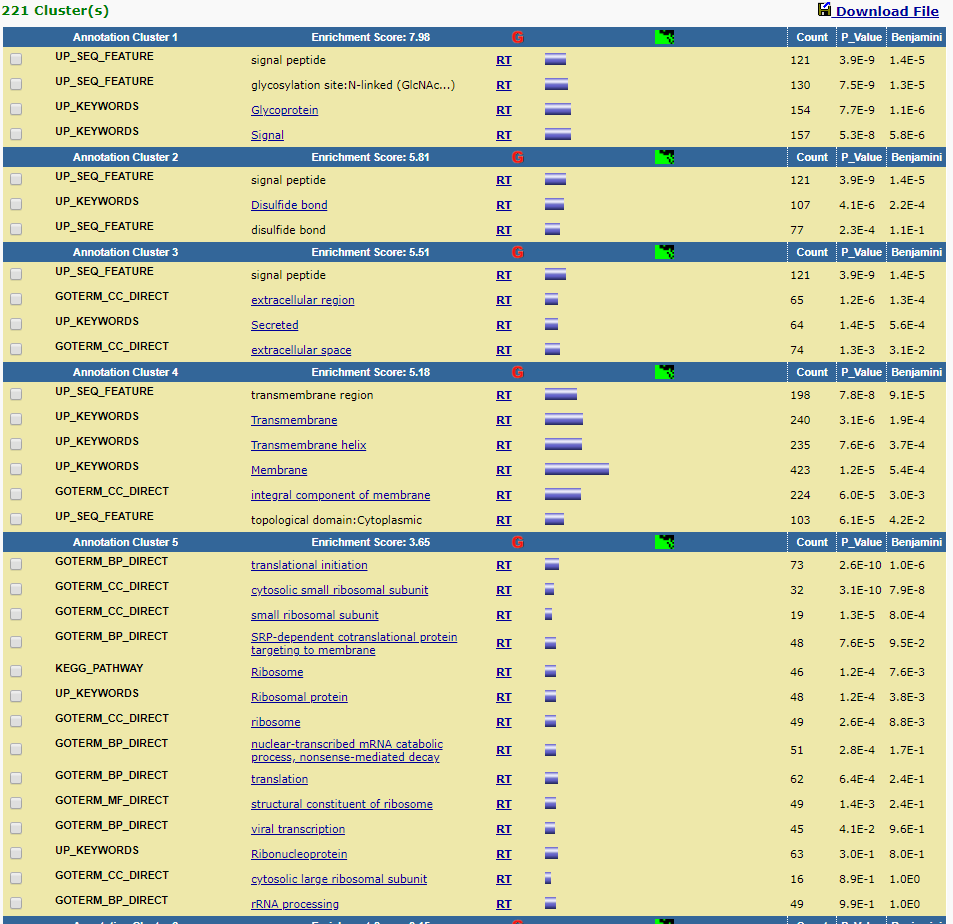 221 Cluster(s) Download File
Annotation Cluster 1 Enrichment Score: 7.98 G Count P_Value Benjamini
UP_SEQ_FEATURE signal peptide RT 121 3.9E-9 1.4E-5
UP_SEQ_FEATURE glycosylation site:N-linked (GlcNAc...) RT 130 7.5E-9 1.3E-5
UP_KEYWORDS Glycoprotein RT 154 7.7E-9 1.1E-6
UP_KEYWORDS Signal RT 157 5.3E-8 5.8E-6
Annotation Cluster 2 Enrichment Score: 5.81 G Count P_Value Benjamini
UP_SEQ_FEATURE signal peptide RT 121 3.9E-9 1.4E-5
UP_KEYWORDS Disulfide bond RT 107 4.1E-6 2.2E-4
UP_SEQ_FEATURE disulfide bond RT 77 2.3E-4 1.1E-1
Annotation Cluster 3 Enrichment Score: 5.51 G Count P_Value Benjamini
UP_SEQ_FEATURE signal peptide RT 121 3.9E-9 1.4E-5
GOTERM_CC_DIRECT extracellular region RT 65 1.2E-6 1.3E-4
UP_KEYWORDS Secreted RT 64 1.4E-5 5.6E-4
GOTERM_CC_DIRECT extracellular space RT 74 1.3E-3 3.1E-2
Annotation Cluster 4 Enrichment Score: 5.18 G Count P_Value Benjamini
UP_SEQ_FEATURE transmembrane region RT 198 7.8E-8 9.1E-5
UP_KEYWORDS Transmembrane RT 240 3.1E-6 1.9E-4
UP_KEYWORDS Transmembrane helix RT 235 7.6E-6 3.7E-4
UP_KEYWORDS Membrane RT 423 1.2E-5 5.4E-4
GOTERM_CC_DIRECT integral component of membrane RT 224 6.0E-5 3.0E-3
UP_SEQ_FEATURE topological domain:Cytoplasmic RT 103 6.1E-5 4.2E-2
Annotation Cluster 5 Enrichment Score: 3.65 G Count P_Value Benjamini
GOTERM_BP_DIRECT translational initiation RT 73 2.6E-10 1.0E-6
GOTERM_CC_DIRECT cytosolic small ribosomal subunit RT 32 3.1E-10 7.9E-8
GOTERM_CC_DIRECT small ribosomal subunit RT 19 1.3E-5 8.0E-4
GOTERM_BP_DIRECT SRP-dependent cotranslational protein
targeting to membrane RT 48 7.6E-5 9.5E-2
KEGG_PATHWAY Ribosome RT 46 1.2E-4 7.6E-3
UP_KEYWORDS Ribosomal protein RT 48 1.2E-4 3.8E-3
GOTERM_CC_DIRECT ribosome RT 49 2.6E-4 8.8E-3
GOTERM_BP_DIRECT nuclear-transcribed mRNA catabolic
process, nonsense-mediated decay RT 51 2.8E-4 1.7E-1
GOTERM_BP_DIRECT translation RT 62 6.4E-4 2.4E-1
GOTERM_MF_DIRECT structural constituent of ribosome RT 49 1.4E-3 2.4E-1
GOTERM_BP_DIRECT viral transcription RT 45 4.1E-2 9.6E-1
UP_KEYWORDS Ribonucleoprotein RT 63 3.0E-1 8.0E-1
GOTERM_CC_DIRECT cytosolic large ribosomal subunit RT 16 8.9E-1 1.0E0
GOTERM_BP_DIRECT rRNA processing RT 49 9.9E-1 1.0E0